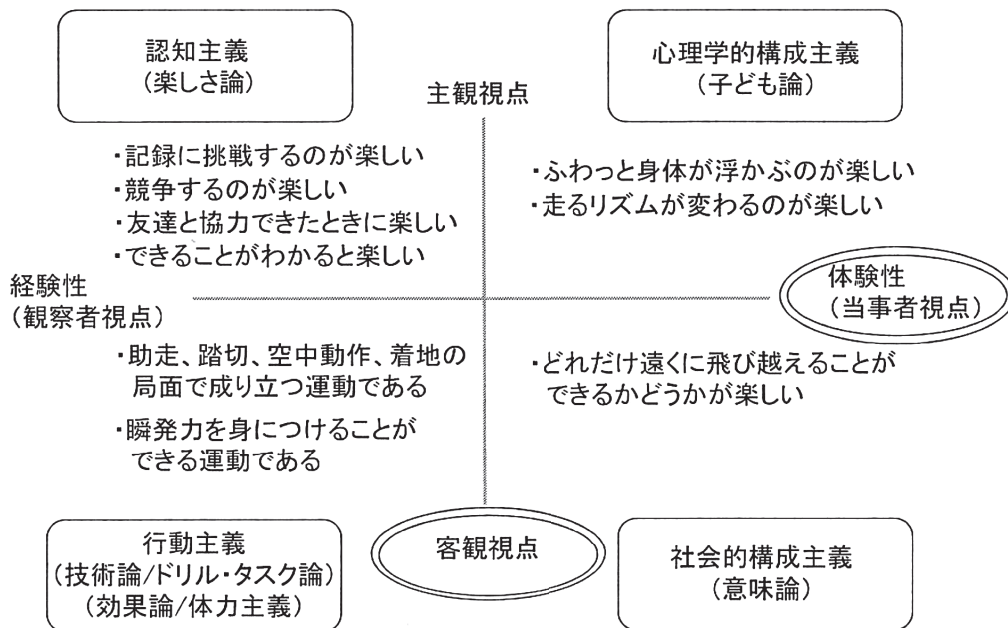 認知主義
(楽しさ論)
心理学的構成主義
(子ども論)
主観視点
・記録に挑戦するのが楽しい
・競争するのが楽しい
・友達と協力できたときに楽しい
・できることがわかると楽しい
・ふわっと身体が浮かぶのが楽しい
・走るリズムが変わるのが楽しい
経験性
(観察者視点)
体験性
(当事者視点)
・助走、踏切、空中動作、着地の
局面で成り立つ運動である
・瞬発力を身につけることが
できる運動である
・どれだけ遠くに飛び越えることが
できるかどうかが楽しい
行動主義
(技術論/ドリル・タスク論)
(効果論/体力主義)
客観視点
社会的構成主義
(意味論)